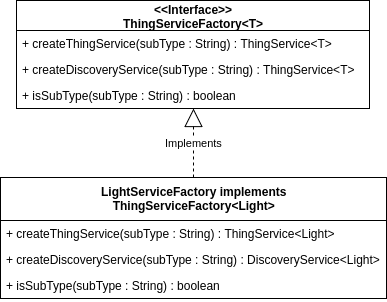 <<Interface>>
ThingServiceFactory<T>
+ createThingService(subType : String) : ThingService<T>
+ createDiscoveryService(subType : String) : ThingService<T>
+ isSubType(subType : String) : boolean
Implements
LightServiceFactory implements
ThingServiceFactory<Light>
+ createThingService(subType : String) : ThingService<Light>
+ createDiscoveryService(subType : String) : DiscoveryService<Light>
+ isSubType(subType : String) : boolean